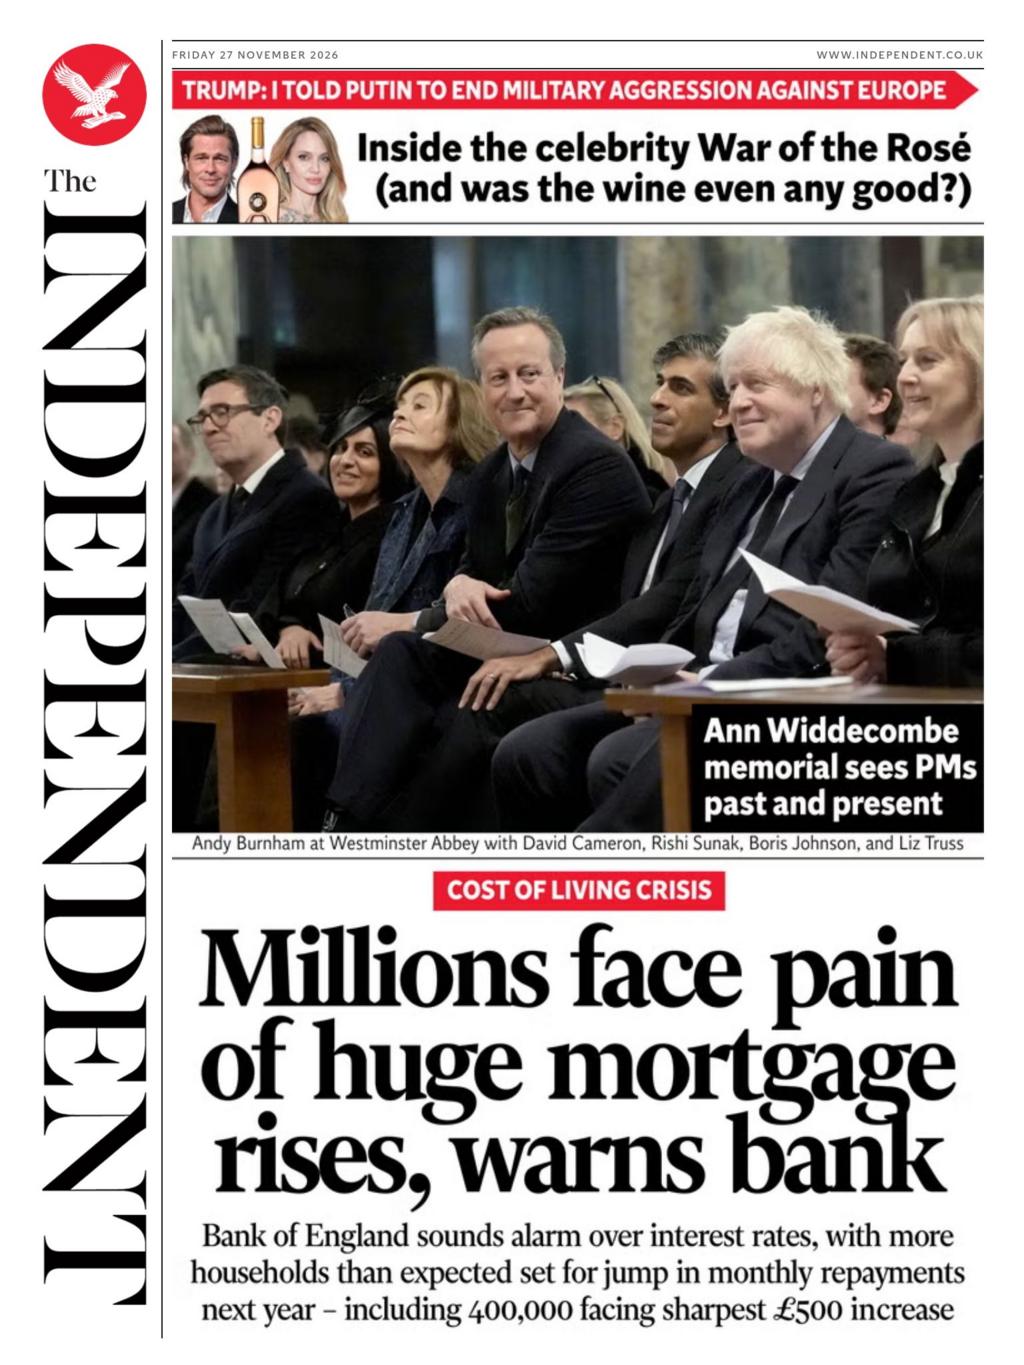 FRIDAY 27 NOVEMBER 2026
WWW.INDEPENDENT.CO.UK
TRUMP: I TOLD PUTIN TO END MILITARY AGGRESSION AGAINST EUROPE
Inside the celebrity War of the Rosé
(and was the wine even any good?)
The
INDEPENDENT
Ann Widdecombe
memorial sees PMs
past and present
Andy Burnham at Westminster Abbey with David Cameron, Rishi Sunak, Boris Johnson, and Liz Truss
COST OF LIVING CRISIS
Millions face pain
of huge mortgage
rises, warns bank
Bank of England sounds alarm over interest rates, with more
households than expected set for jump in monthly repayments
next year – including 400,000 facing sharpest £500 increase